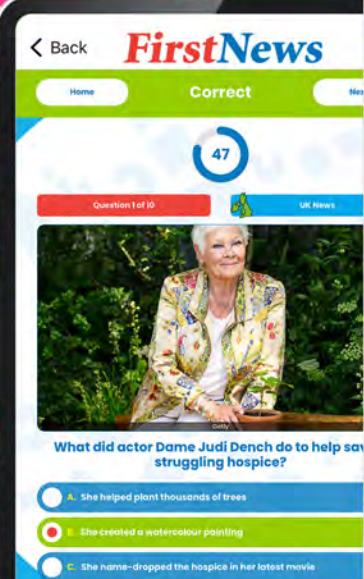 Back FirstNews
Home Correct Nex
47
Question 1 of 10 UK News
Getty
What did actor Dame Judi Dench do to help sav
struggling hospice?
A. She helped plant thousands of trees
B. She created a watercolour painting
C. She name-dropped the hospice in her latest movie